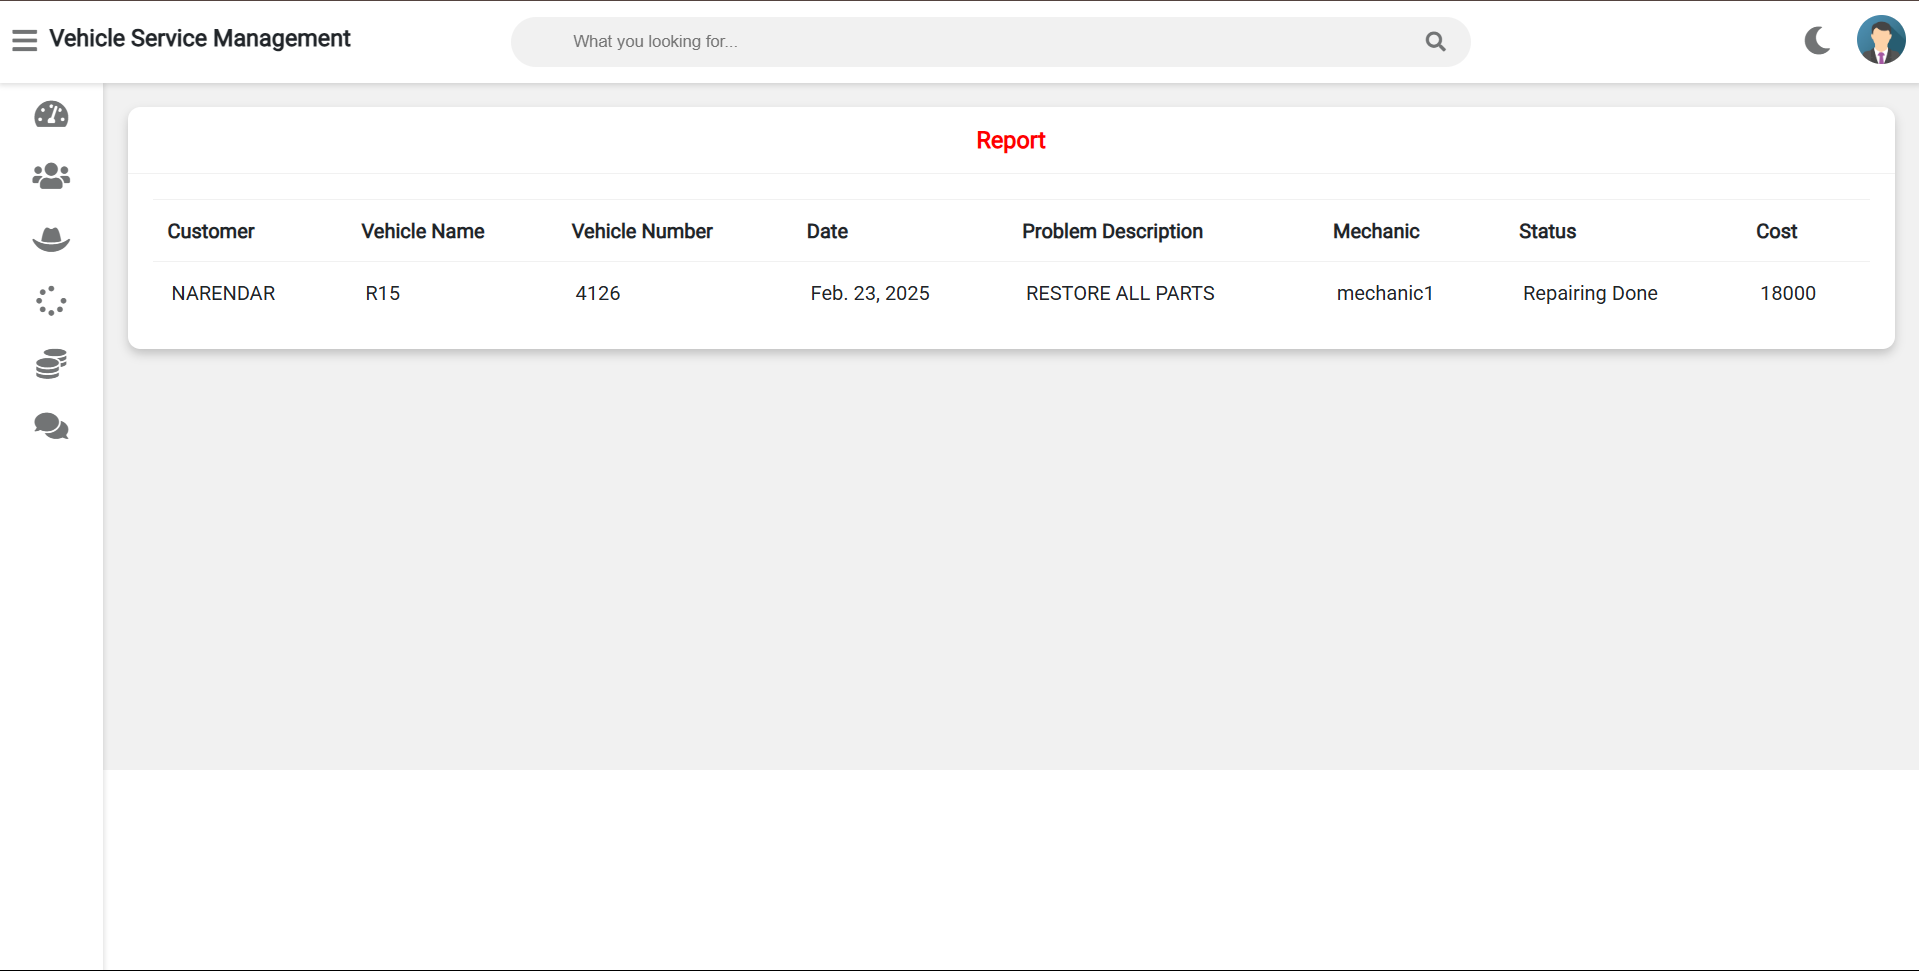 Vehicle Service Management
What you looking for...
Report
Customer Vehicle Name Vehicle Number Date Problem Description Mechanic Status Cost
NARENDAR R15 4126 Feb. 23, 2025 RESTORE ALL PARTS mechanic1 Repairing Done 18000